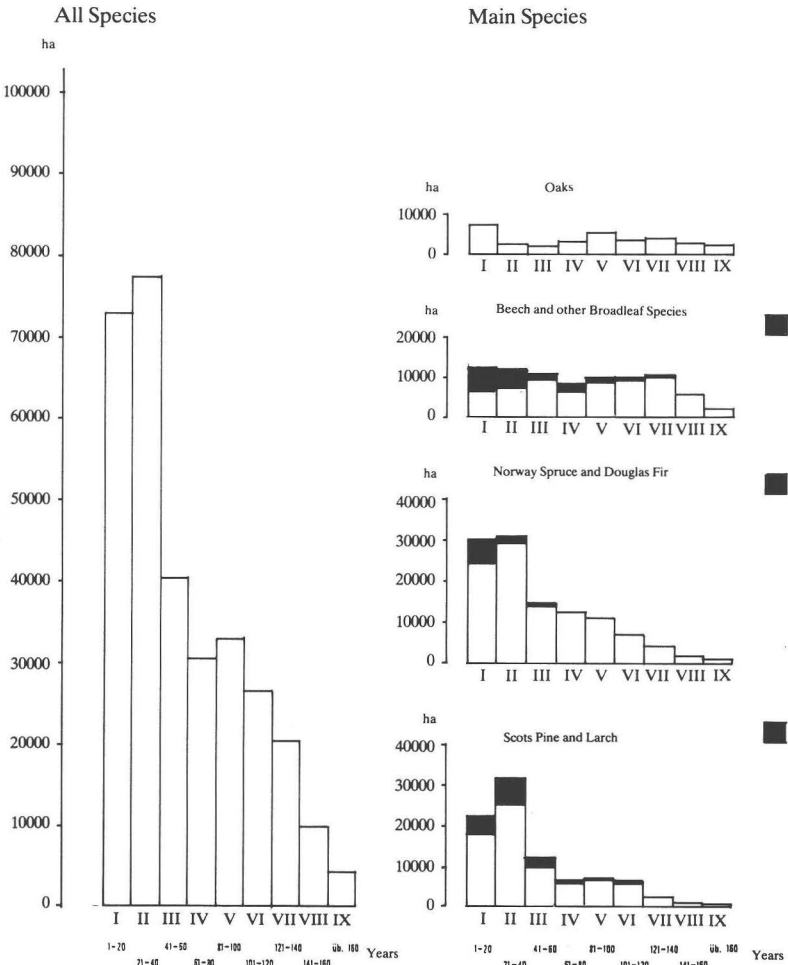 All Species
ha
100000
90000
80000
70000
60000
50000
40000
30000
20000
10000
0
I II III IV V VI VII VIII IX
1-20 41-60 81-100 121-140 üb. 160 Years
21-40 61-80 101-120 141-160
Main Species
ha Oaks
10000
0
I II III IV V VI VII VIII IX
ha Beech and other Broadleaf Species
20000
10000
0
I II III IV V VI VII VIII IX
ha Norway Spruce and Douglas Fir
40000
30000
20000
10000
0
I II III IV V VI VII VIII IX
ha Scots Pine and Larch
40000
30000
20000
10000
0
I II III IV V VI VII VIII IX
1-20 41-60 81-100 121-140 üb. 160 Years
21-40 61-80 101-120 141-160